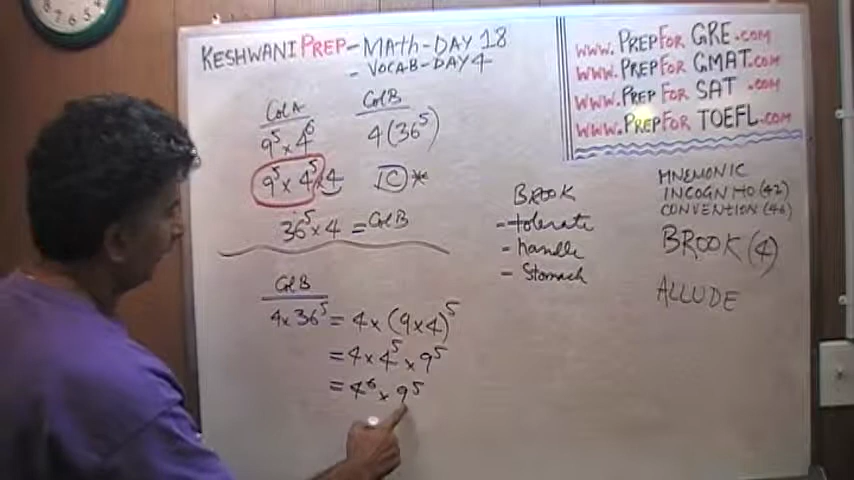 KESHWANI PREP - MATH - DAY 18
- VOCAB - DAY 4
www.PREPFOR GRE.com
www.PREPFOR GMAT.com
www.PREPFOR SAT.com
www.PREPFOR TOEFL.com
Col A
Col B
9⁵ × 4⁶
4(36⁵)
9⁵ × 4⁵ × 4
C *
36⁵ × 4 = Col B
Col B
4 × 36⁵ = 4 × (9 × 4)⁵
= 4 × 4⁵ × 9⁵
= 4⁶ × 9⁵
BROOK
- tolerate
- handle
- Stomach
MNEMONIC
INCOGNITO (42)
CONVENTION (46)
BROOK (4)
ALLUDE